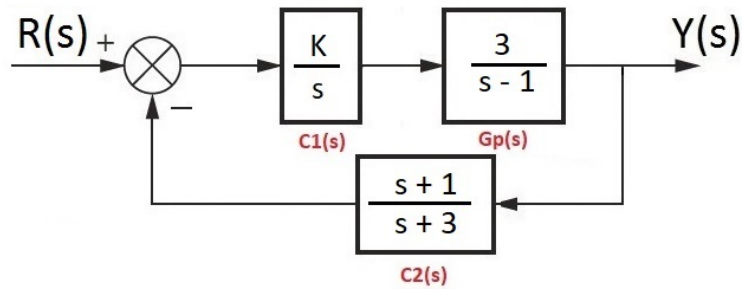 R(s)
+
−
K
s
C1(s)
3
s - 1
Gp(s)
Y(s)
s + 1
s + 3
C2(s)